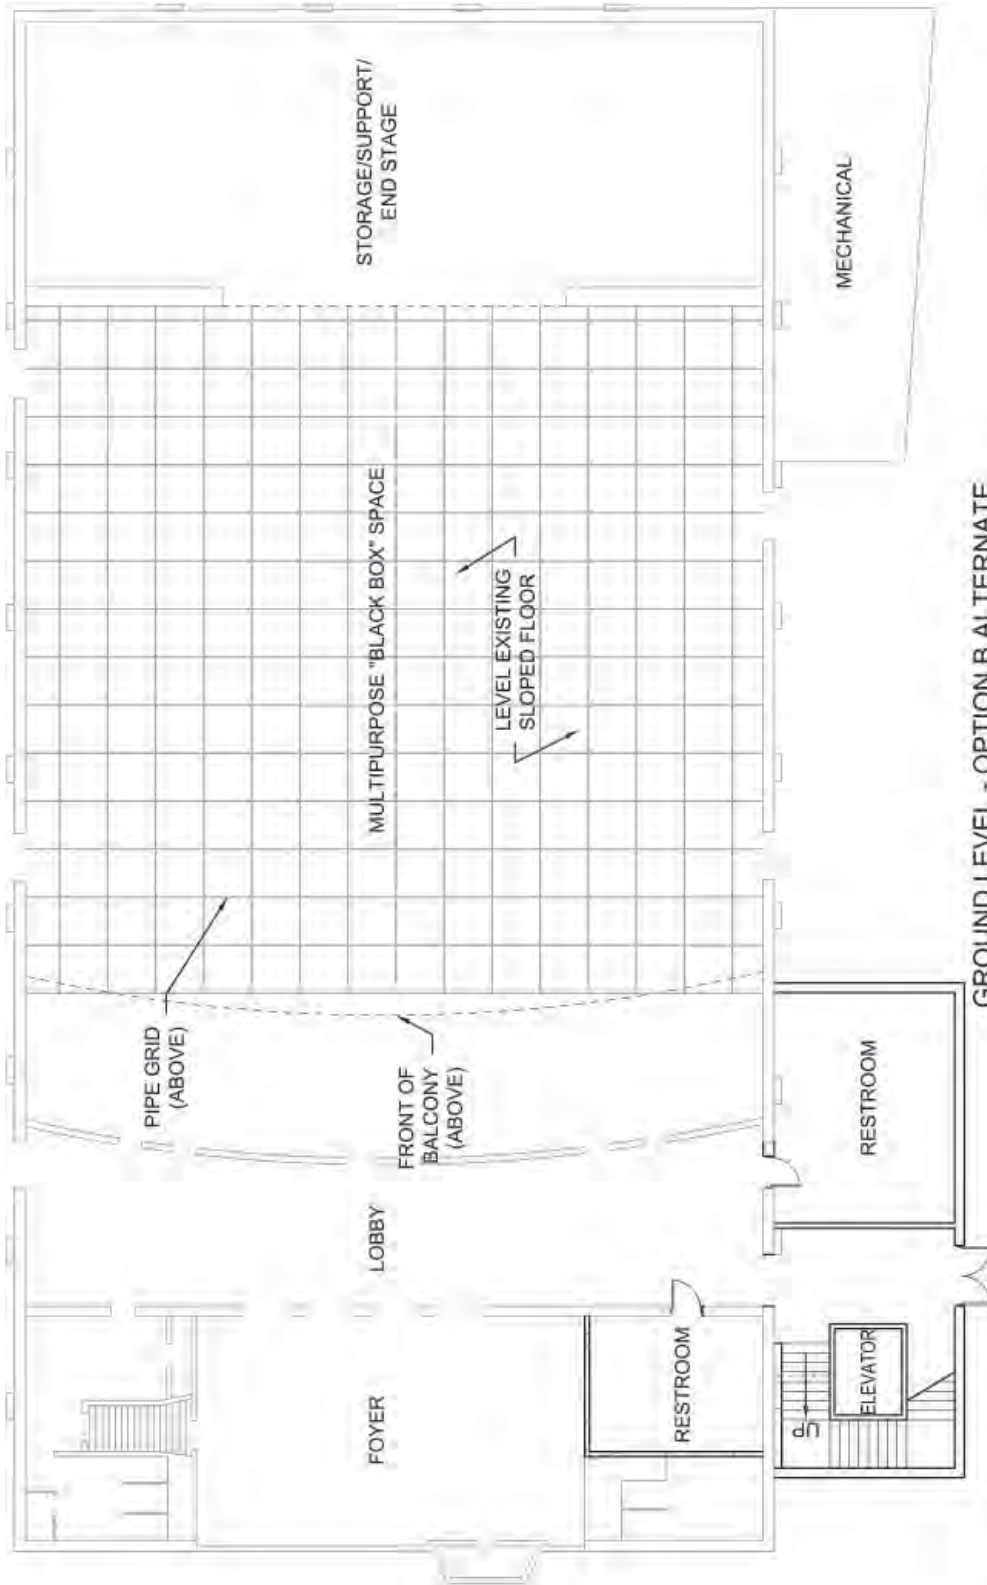 STORAGE/SUPPORT/
END STAGE
MECHANICAL
MULTIPURPOSE "BLACK BOX" SPACE
LEVEL EXISTING
SLOPED FLOOR
PIPE GRID
(ABOVE)
FRONT OF
BALCONY
(ABOVE)
RESTROOM
LOBBY
FOYER
RESTROOM
ELEVATOR
UP
GROUND LEVEL - OPTION B ALTERNATE